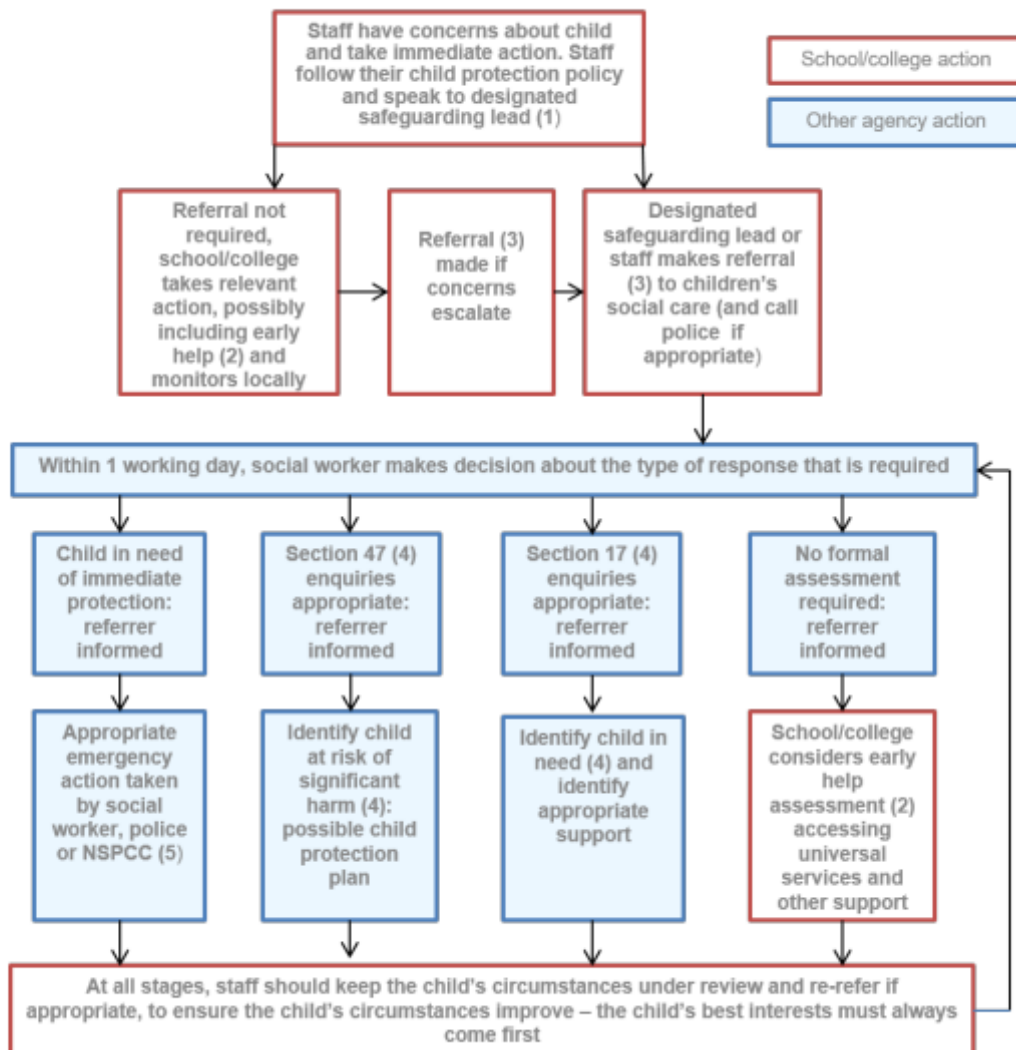 Staff have concerns about child
and take immediate action. Staff
follow their child protection policy
and speak to designated
safeguarding lead (1)
School/college action
Other agency action
Referral not
required,
school/college
takes relevant
action, possibly
including early
help (2) and
monitors locally
Referral (3)
made if
concerns
escalate
Designated
safeguarding lead or
staff makes referral
(3) to children's
social care (and call
police if
appropriate)
Within 1 working day, social worker makes decision about the type of response that is required
Child in need
of immediate
protection:
referrer
informed
Section 47 (4)
enquiries
appropriate:
referrer
informed
Section 17 (4)
enquiries
appropriate:
referrer
informed
No formal
assessment
required:
referrer
informed
Appropriate
emergency
action taken
by social
worker, police
or NSPCC (5)
Identify child
at risk of
significant
harm (4):
possible child
protection
plan
Identify child in
need (4) and
identify
appropriate
support
School/college
considers early
help
assessment (2)
accessing
universal
services and
other support
At all stages, staff should keep the child's circumstances under review and re-refer if
appropriate, to ensure the child's circumstances improve – the child's best interests must always
come first